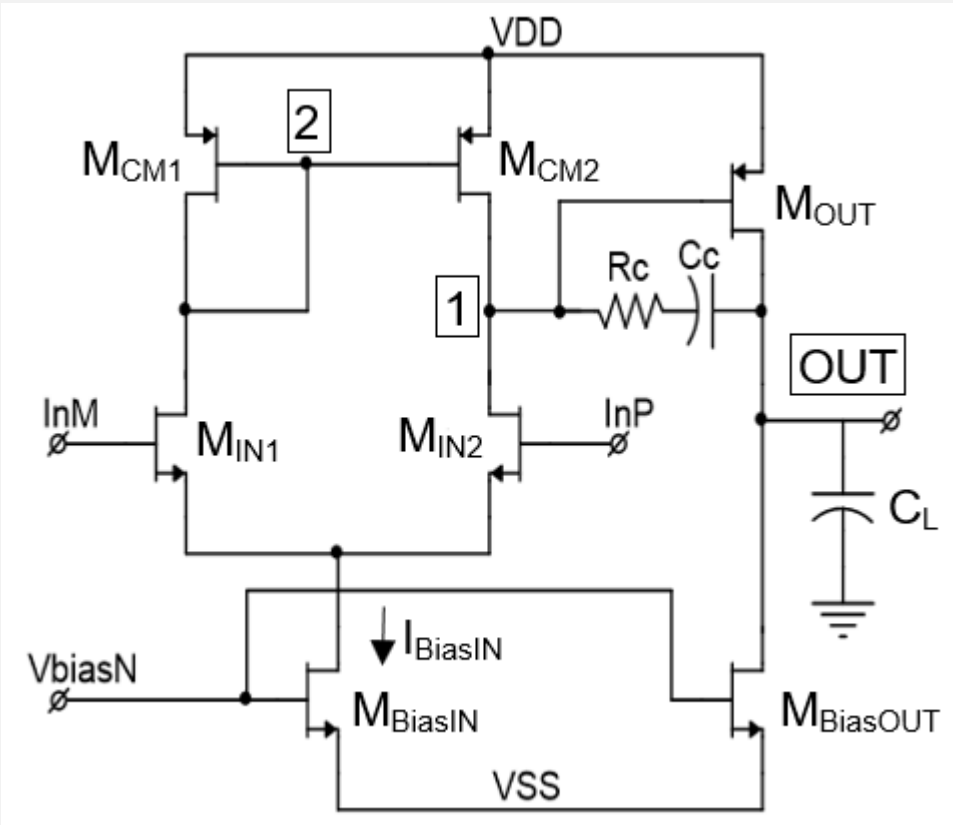 VDD
2
MCM1
MCM2
MOUT
Rc
Cc
1
OUT
InM
InP
MIN1
MIN2
CL
IBiasIN
VbiasN
MBiasIN
MBiasOUT
VSS